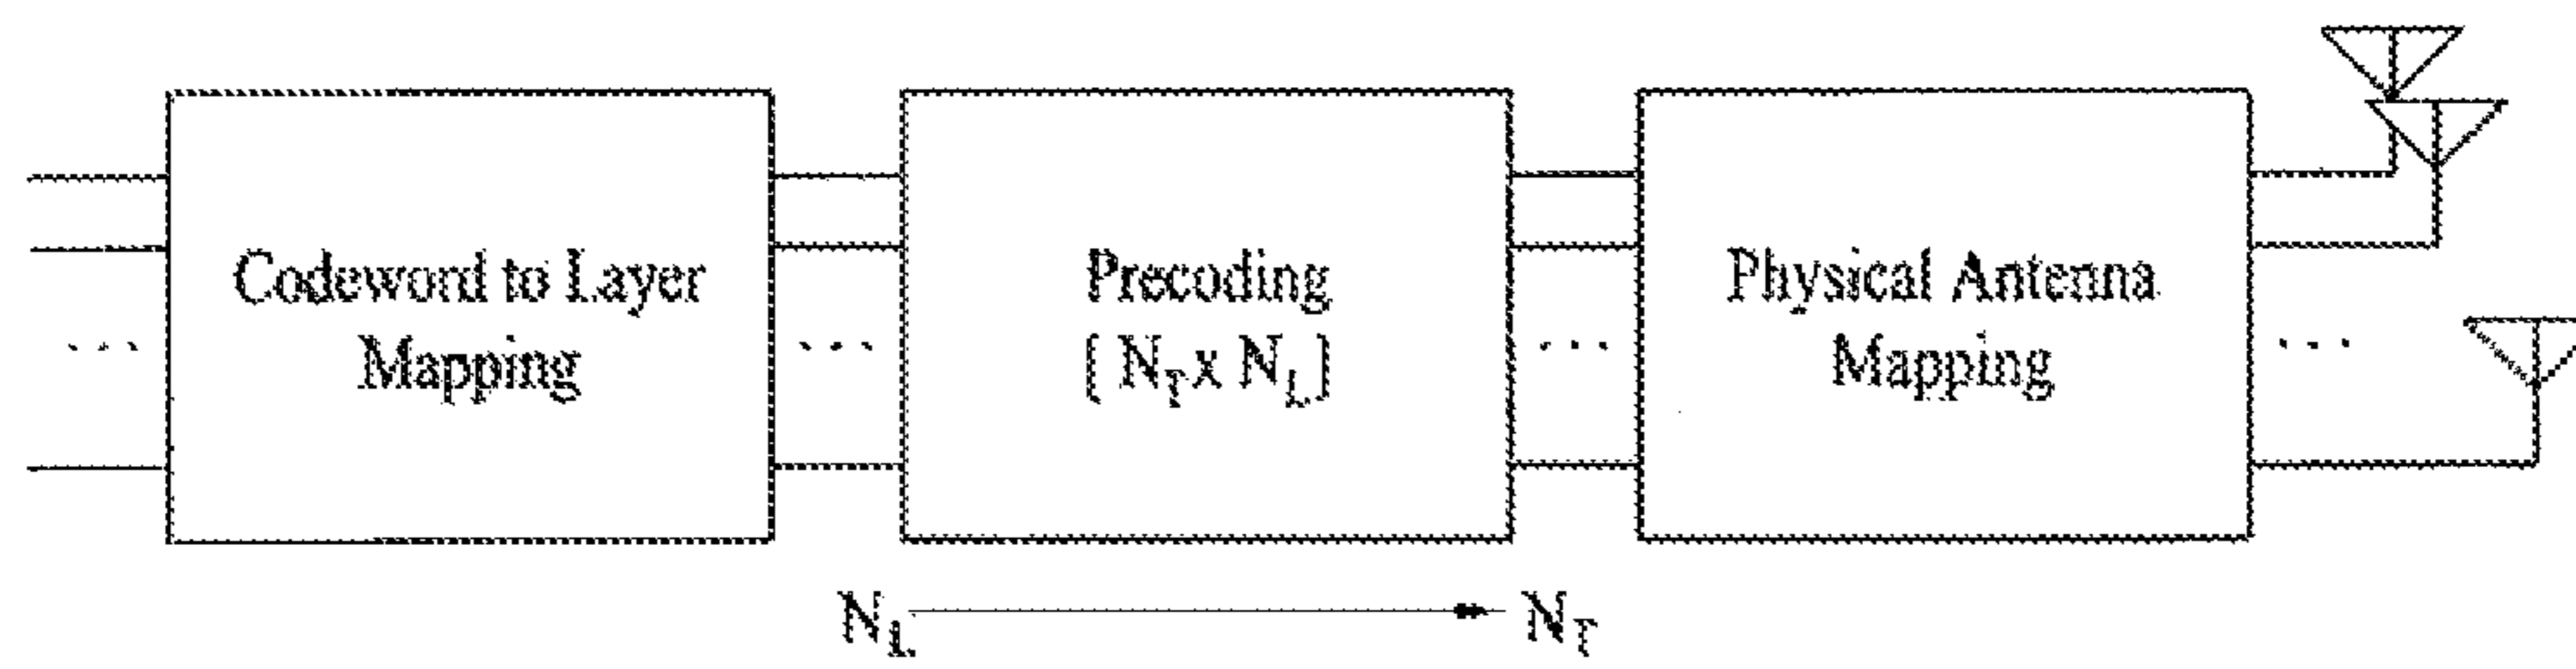 Codeword to Layer
Mapping
...
Precoding
[ N_T x N_L ]
...
Physical Antenna
Mapping
...
...
N_L
N_T